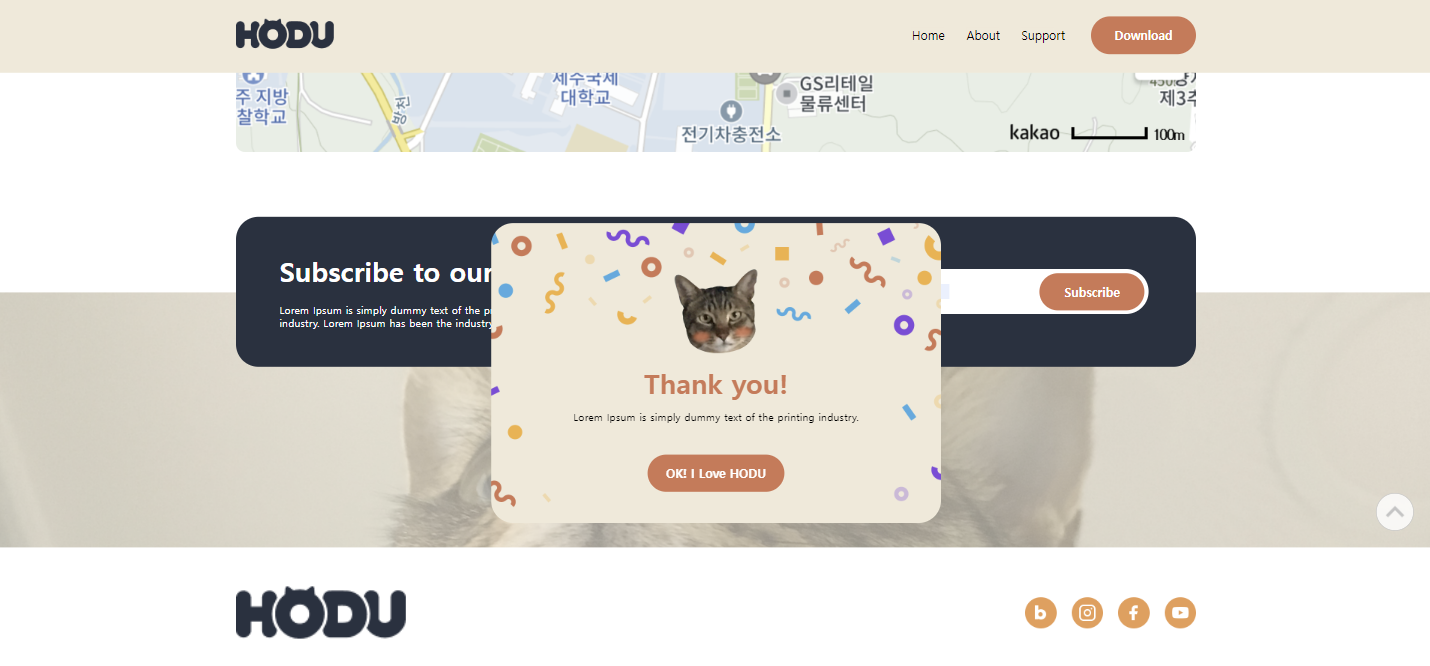 HODU
Home About Support Download
주 지방
찰학교
방천
제주국제
대학교
전기차충전소
GS리테일
물류센터
제3주
kakao 100m
Subscribe to our
Lorem Ipsum is simply dummy text of the
industry. Lorem Ipsum has been the industry
Subscribe
Thank you!
Lorem Ipsum is simply dummy text of the printing industry.
OK! I Love HODU
HODU